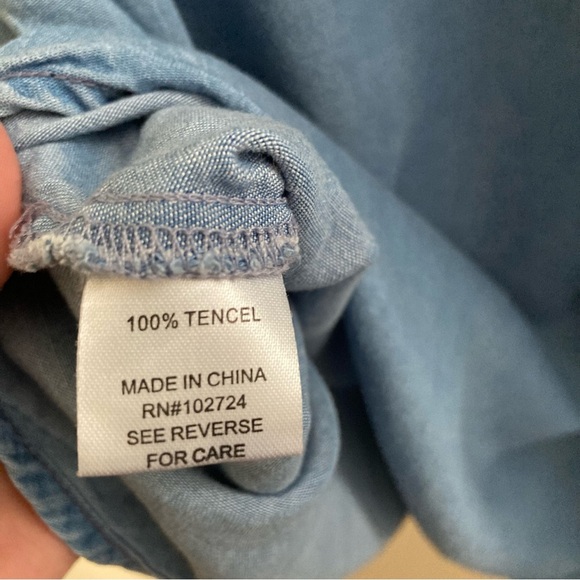 100% TENCEL
MADE IN CHINA
RN#102724
SEE REVERSE
FOR CARE